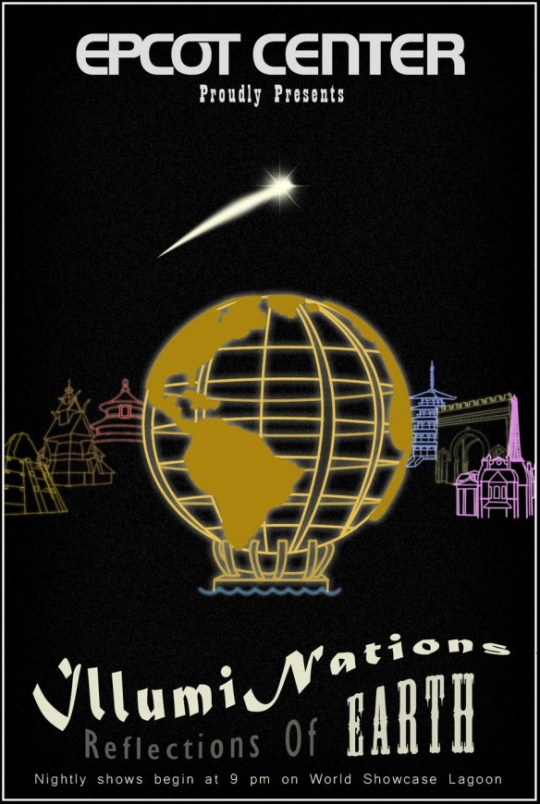 EPCOT CENTER
Proudly Presents
IllumiNations
Reflections Of EARTH
Nightly shows begin at 9 pm on World Showcase Lagoon